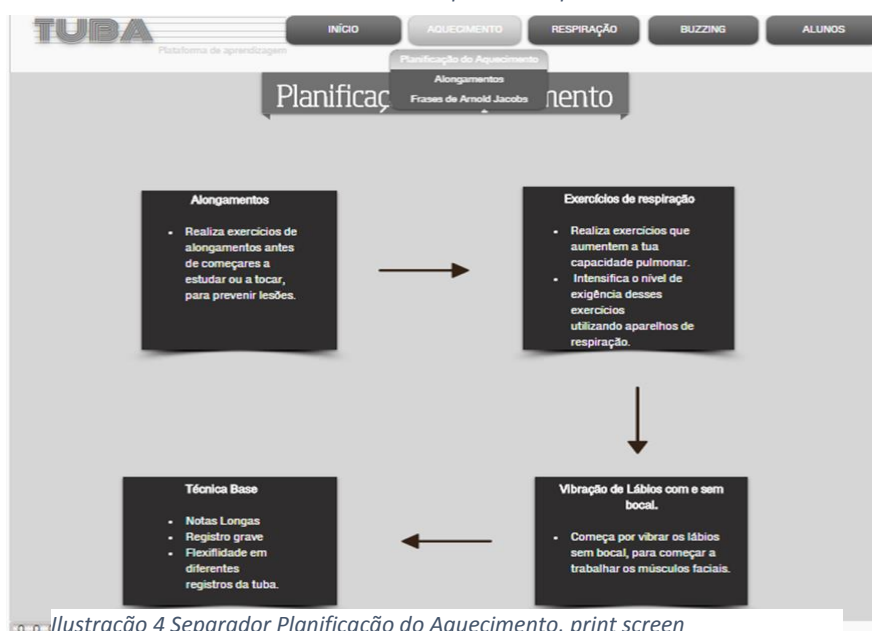 TUBA
Plataforma de aprendizagem
INÍCIO
AQUECIMENTO
RESPIRAÇÃO
BUZZING
ALUNOS
Planificação do Aquecimento
Alongamentos
Frases de Arnold Jacobs
Alongamentos
• Realiza exercícios de
alongamentos antes
de começares a
estudar ou a tocar,
para prevenir lesões.
Exercícios de respiração
• Realiza exercícios que
aumentem a tua
capacidade pulmonar.
• Intensifica o nível de
exigência desses
exercícios
utilizando aparelhos de
respiração.
Técnica Base
• Notas Longas
• Registro grave
• Flexiflidade em
diferentes
registros da tuba.
Vibração de Lábios com e sem
bocal.
• Começa por vibrar os lábios
sem bocal, para começar a
trabalhar os músculos faciais.
Ilustração 4 Separador Planificação do Aquecimento, print screen